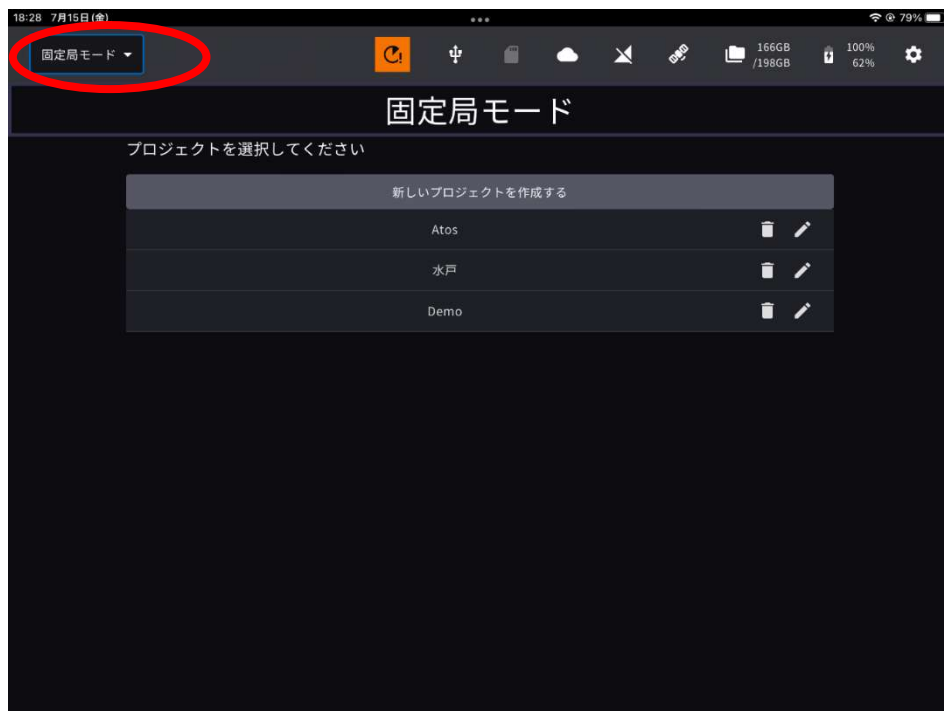 18:28 7月15日(金) 79%
固定局モード 166GB /198GB 100% 62%
固定局モード
プロジェクトを選択してください
新しいプロジェクトを作成する
Atos
水戸
Demo